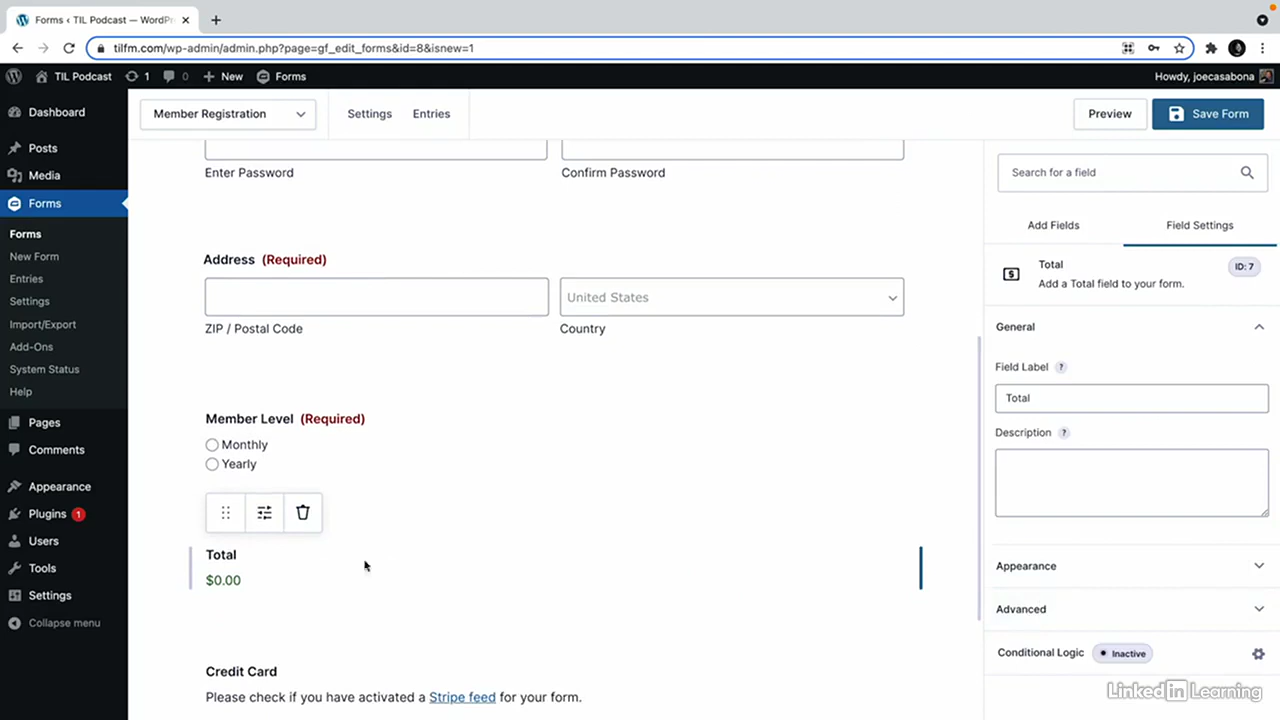 Forms ‹ TIL Podcast — WordPr
tilfm.com/wp-admin/admin.php?page=gf_edit_forms&id=8&isnew=1
TIL Podcast 1 0 New Forms Howdy, joecasabona
Dashboard
Posts
Media
Forms
Forms
New Form
Entries
Settings
Import/Export
Add-Ons
System Status
Help
Pages
Comments
Appearance
Plugins 1
Users
Tools
Settings
Collapse menu
Member Registration Settings Entries Preview Save Form
Enter Password Confirm Password
Address (Required)
United States
ZIP / Postal Code Country
Member Level (Required)
Monthly
Yearly
Total
$0.00
Credit Card
Please check if you have activated a Stripe feed for your form.
Search for a field
Add Fields Field Settings
Total ID: 7
Add a Total field to your form.
General
Field Label ?
Total
Description ?
Appearance
Advanced
Conditional Logic Inactive
LinkedIn Learning